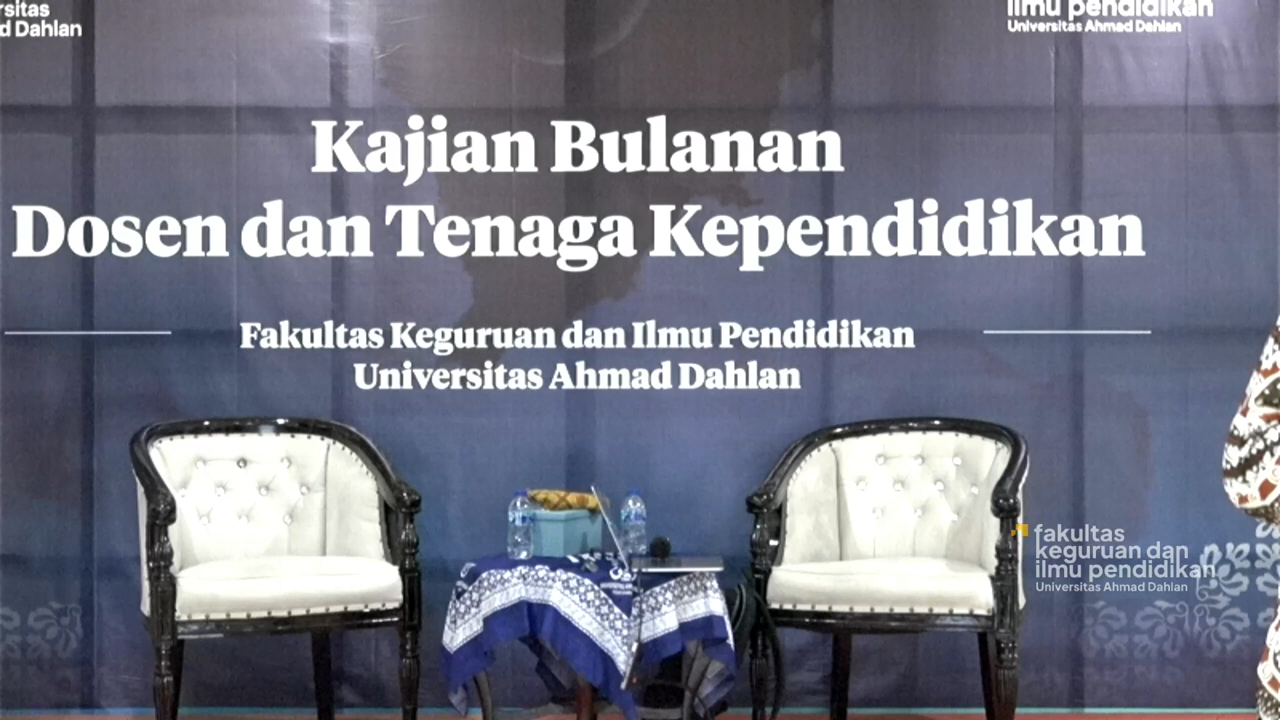 rsitas
d Dahlan
ilmu pendidikan
Universitas Ahmad Dahlan
Kajian Bulanan
Dosen dan Tenaga Kependidikan
Fakultas Keguruan dan Ilmu Pendidikan
Universitas Ahmad Dahlan
fakultas
keguruan dan
ilmu pendidikan
Universitas Ahmad Dahlan